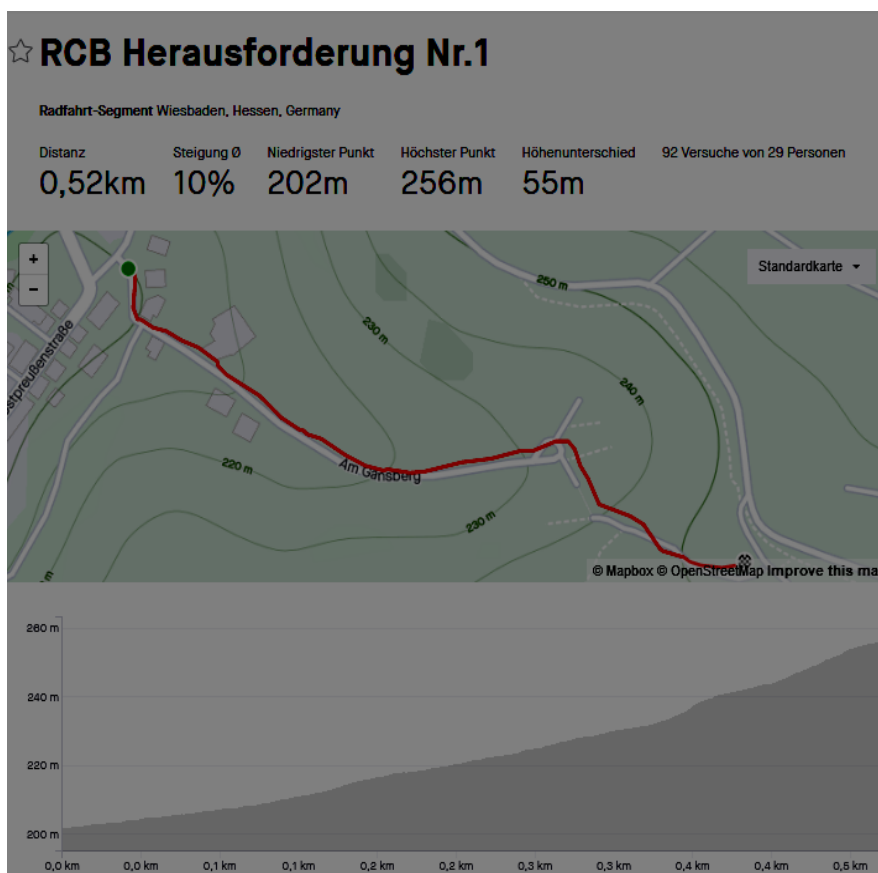 RCB Herausforderung Nr.1
Radfahrt-Segment Wiesbaden, Hessen, Germany
Distanz
0,52km
Steigung Ø
10%
Niedrigster Punkt
202m
Höchster Punkt
256m
Höhenunterschied
55m
92 Versuche von 29 Personen
+
−
Standardkarte
250 m
230 m
240 m
stpreußenstraße
220 m
Am Gansberg
230 m
m
© Mapbox © OpenStreetMap Improve this ma
260 m
240 m
220 m
200 m
0,0 km 0,0 km 0,1 km 0,1 km 0,2 km 0,2 km 0,3 km 0,3 km 0,4 km 0,4 km 0,5 km